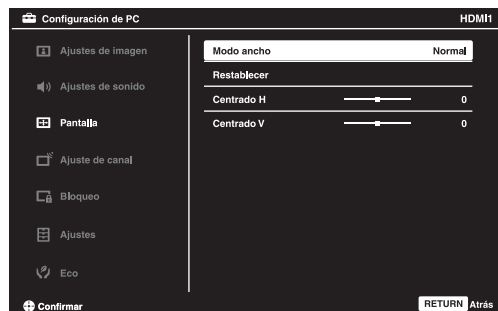 Configuración de PC
HDMI1
Ajustes de imagen
Ajustes de sonido
Pantalla
Ajuste de canal
Bloqueo
Ajustes
Eco
Modo ancho Normal
Restablecer
Centrado H 0
Centrado V 0
Confirmar
RETURN Atrás